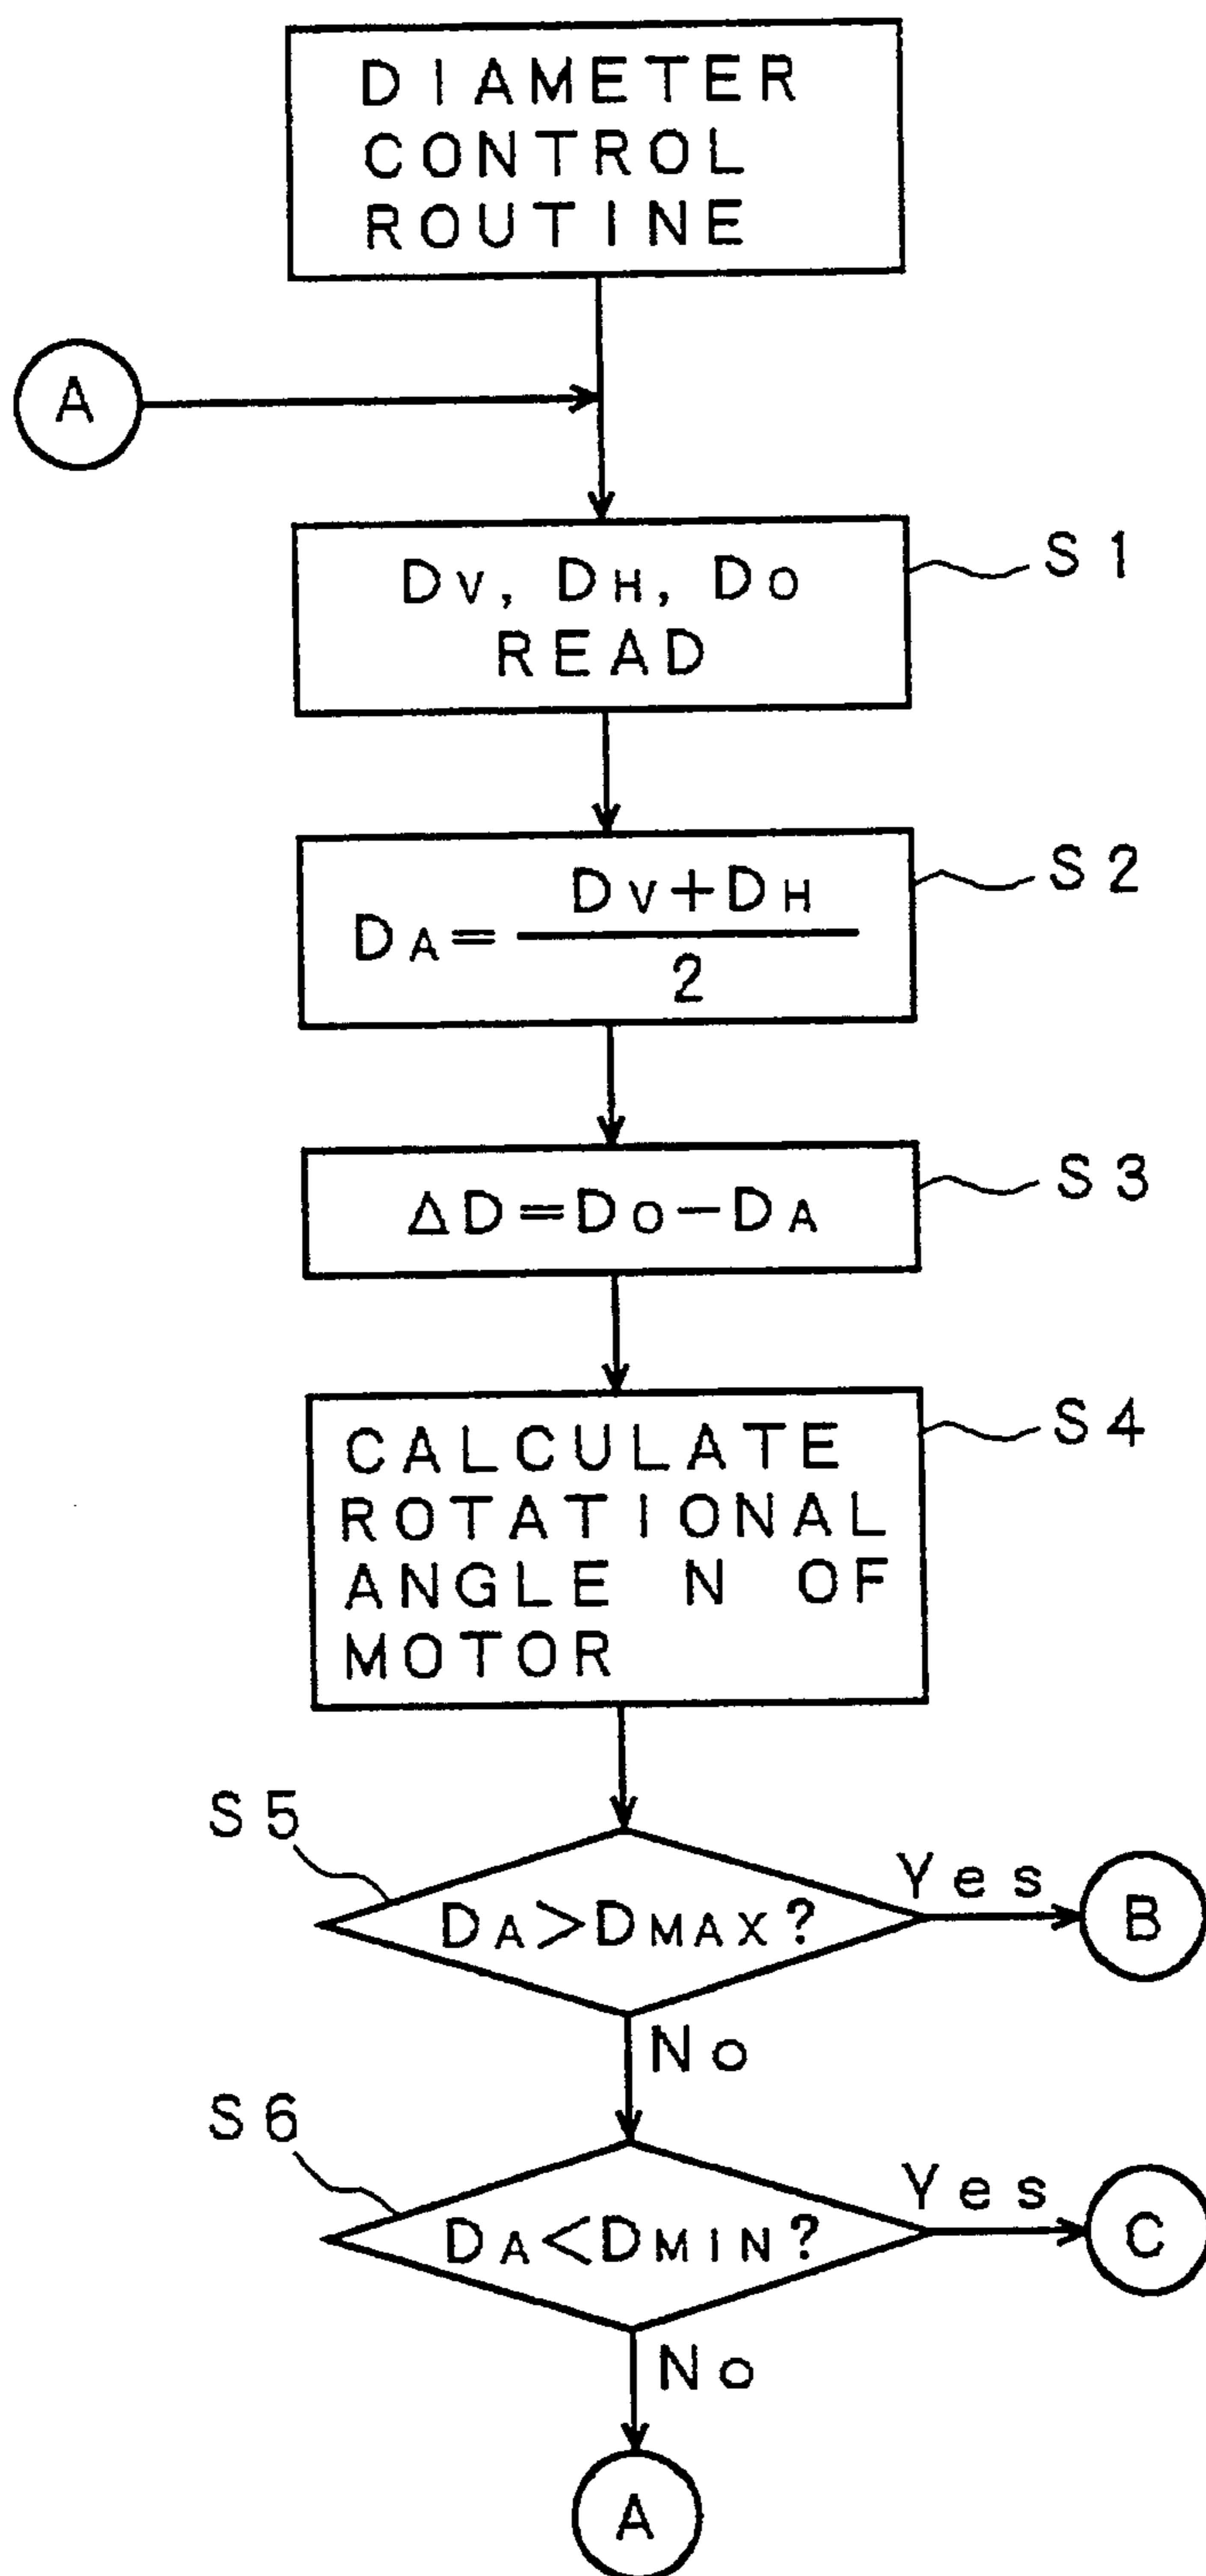 DIAMETER
CONTROL
ROUTINE
A
DV, DH, DO
READ
S1
DV+DH
DA=
2
S2
ΔD=DO-DA
S3
CALCULATE
ROTATIONAL
ANGLE N OF
MOTOR
S4
S5
DA>DMAX?
Yes
B
No
S6
DA<DMIN?
Yes
C
No
A